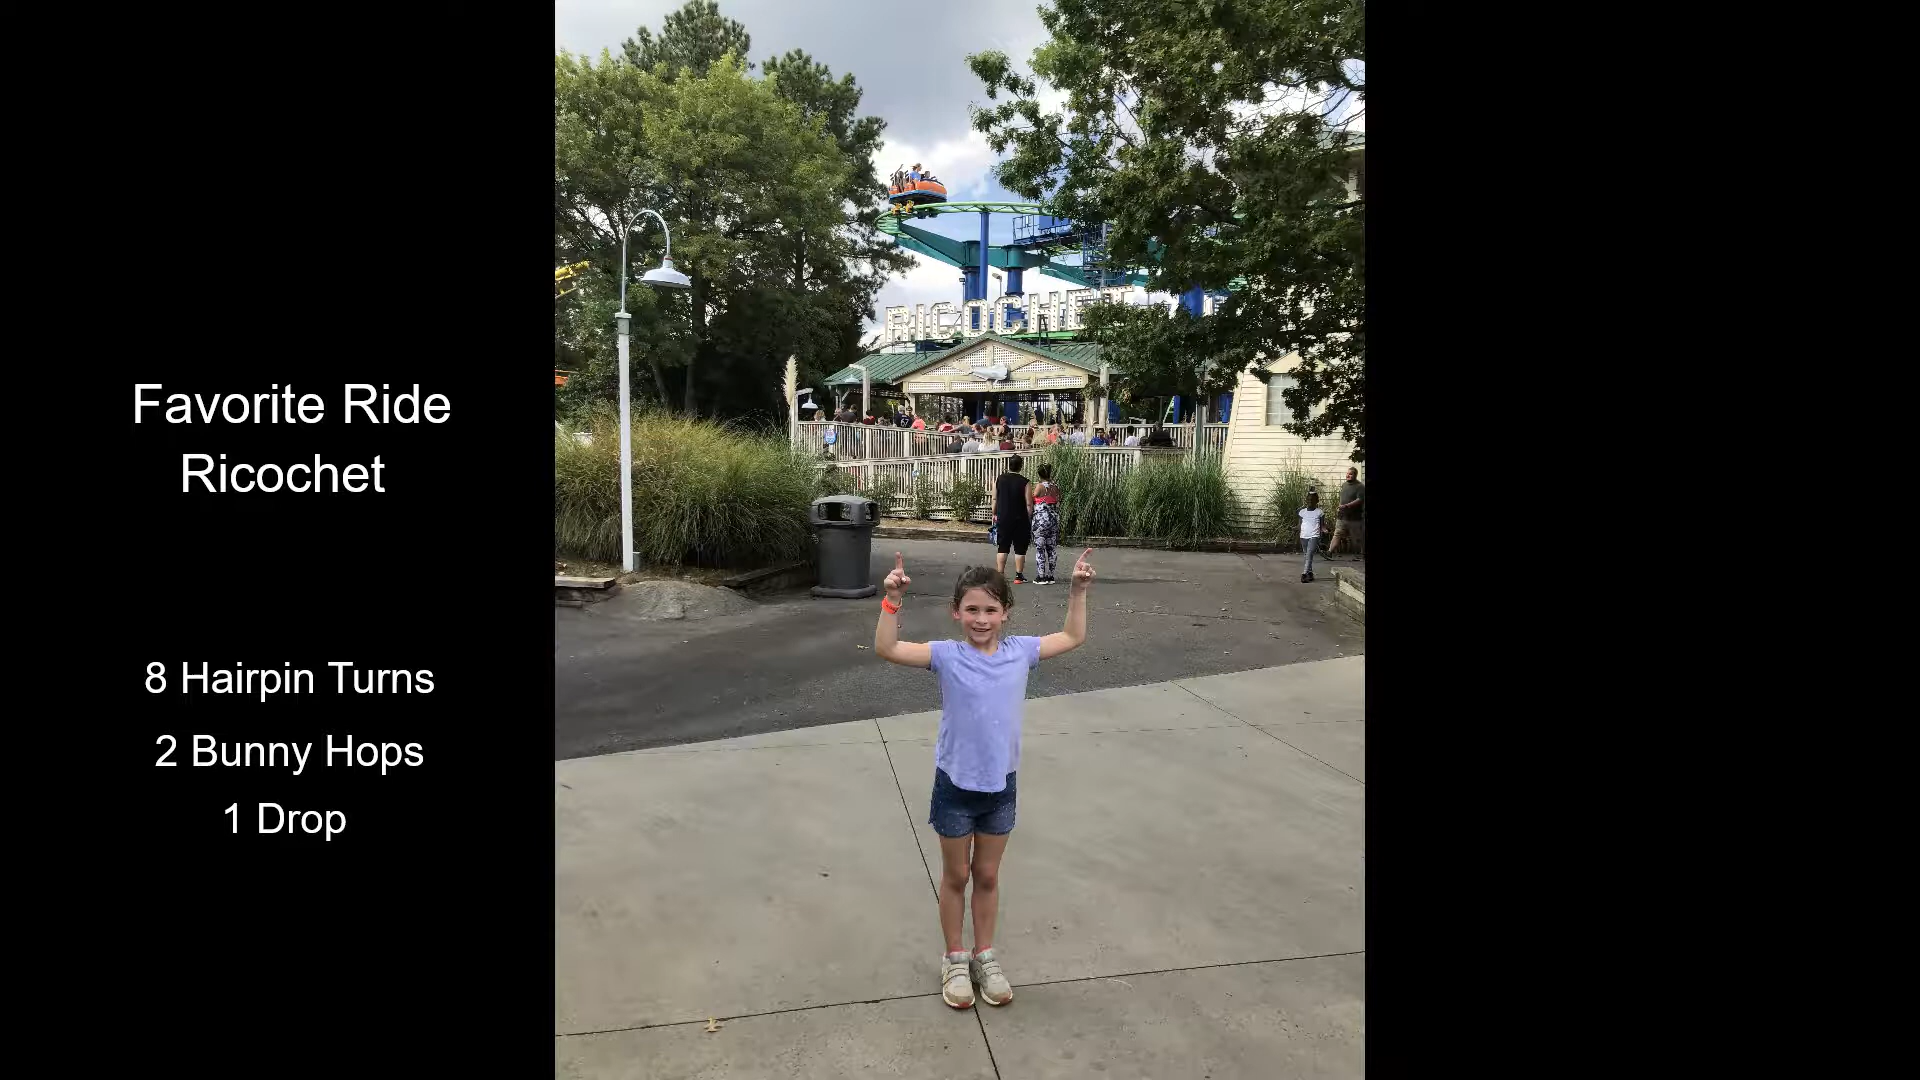 Favorite Ride
Ricochet
8 Hairpin Turns
2 Bunny Hops
1 Drop
RICOCHET